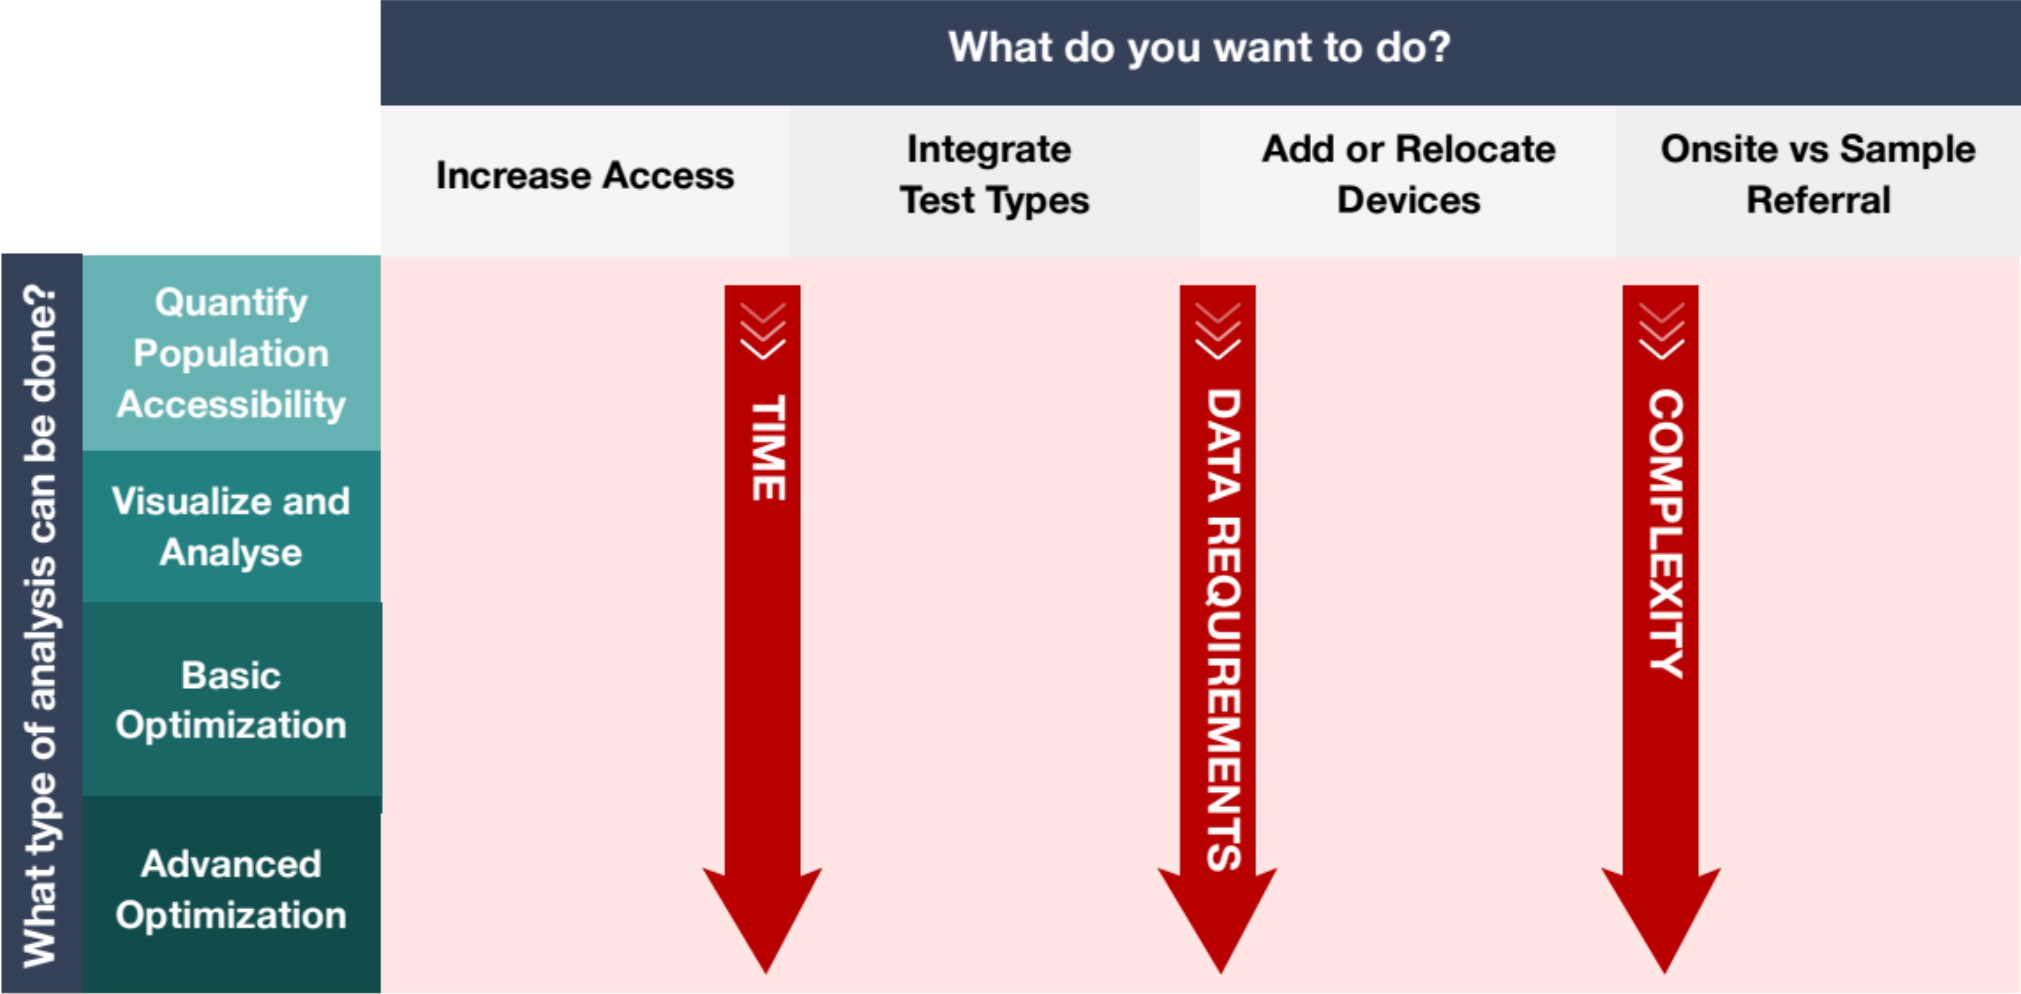 What do you want to do?
Increase Access
Integrate
Test Types
Add or Relocate
Devices
Onsite vs Sample
Referral
What type of analysis can be done?
Quantify
Population
Accessibility
Visualize and
Analyse
Basic
Optimization
Advanced
Optimization
TIME
DATA REQUIREMENTS
COMPLEXITY